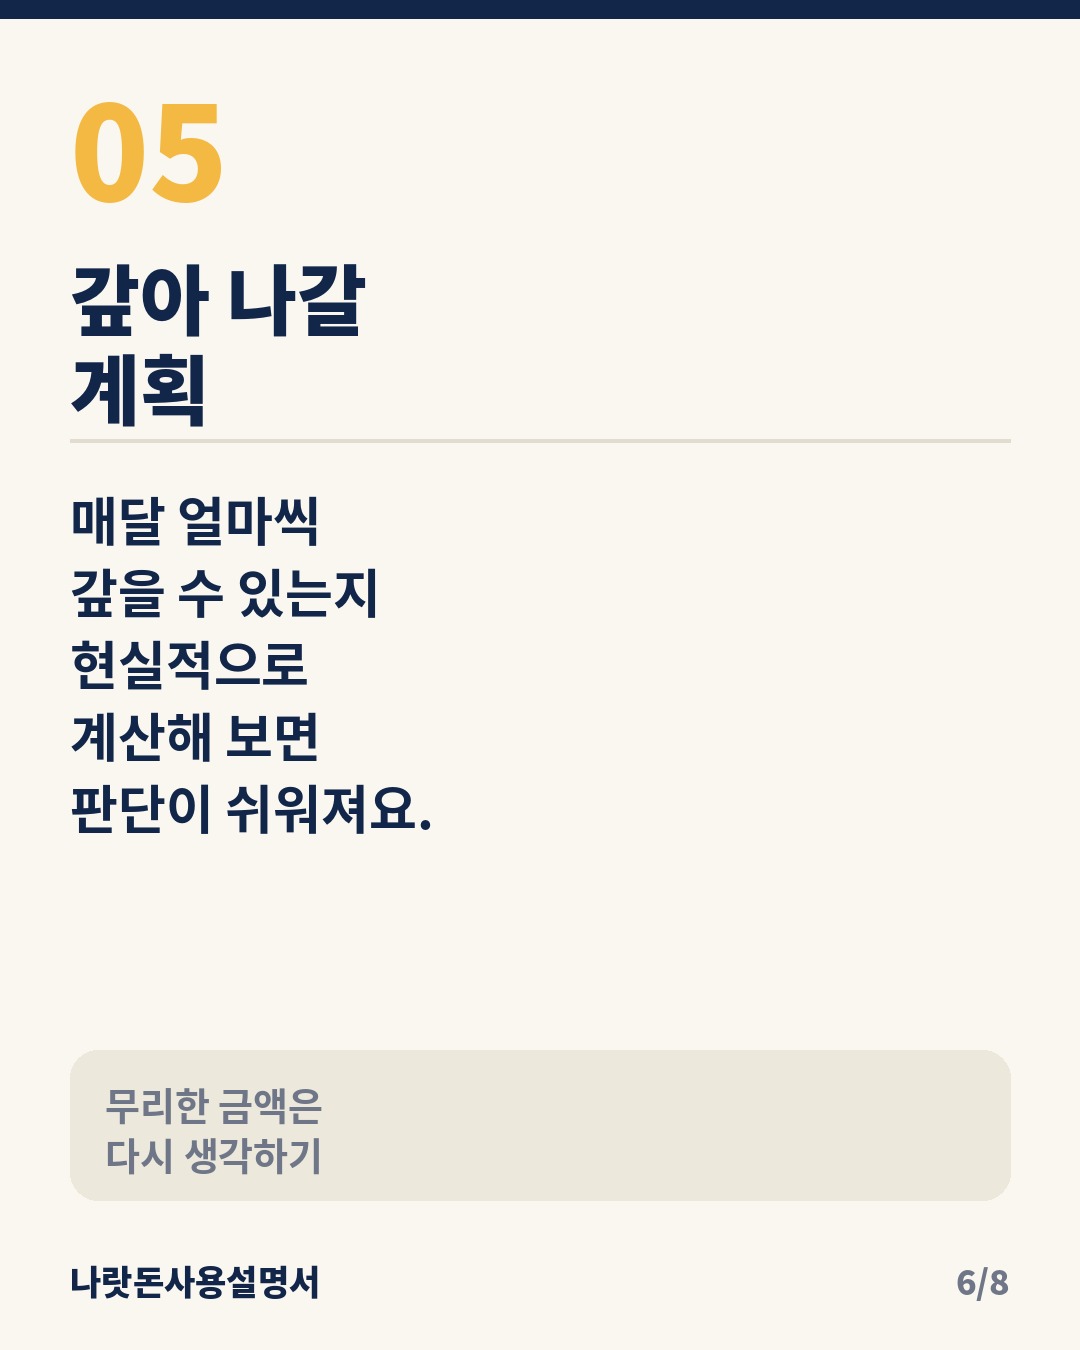 05
갚아 나갈
계획
매달 얼마씩
갚을 수 있는지
현실적으로
계산해 보면
판단이 쉬워져요.
무리한 금액은
다시 생각하기
나랏돈사용설명서
6/8